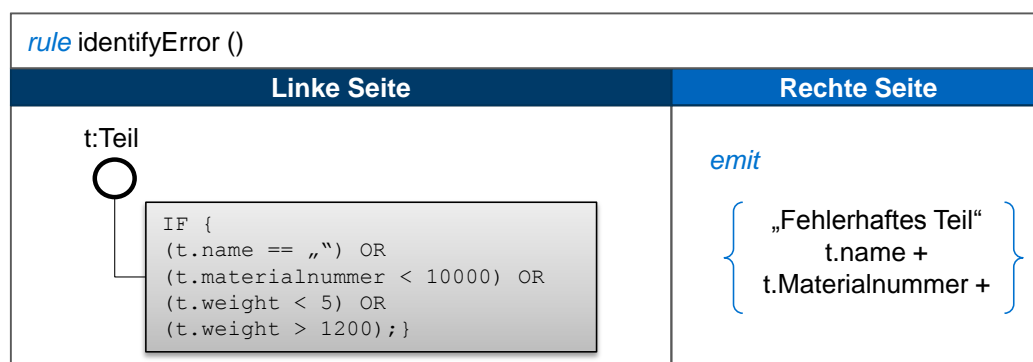 rule identifyError ()
Linke Seite
Rechte Seite
t:Teil
IF {
(t.name == „“) OR
(t.materialnummer < 10000) OR
(t.weight < 5) OR
(t.weight > 1200);}
emit
„Fehlerhaftes Teil“
t.name +
t.Materialnummer +